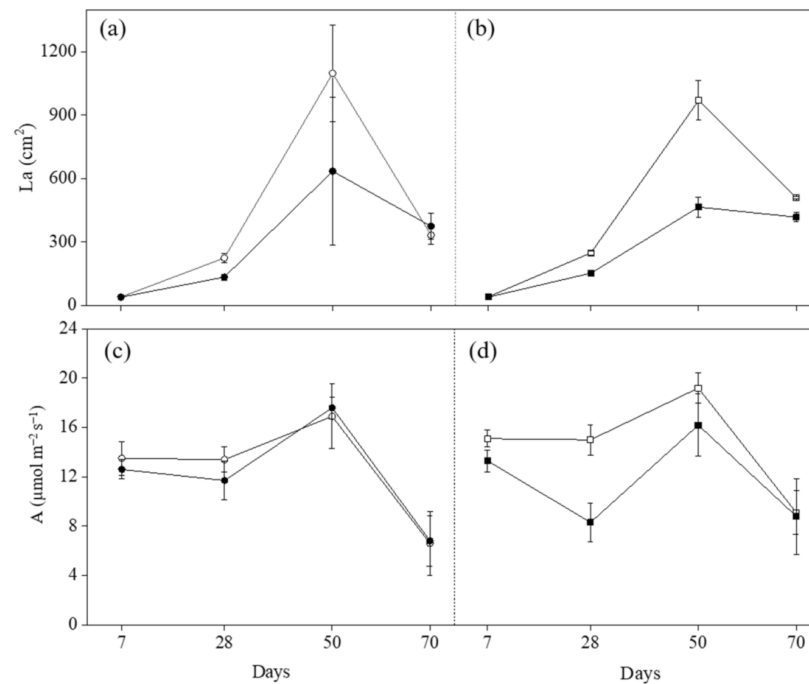 (a)
(b)
1200
900
600
300
0
La (cm²)
(c)
(d)
24
20
16
12
8
4
0
A (μmol m⁻² s⁻¹)
7 28 50 70 7 28 50 70
Days Days